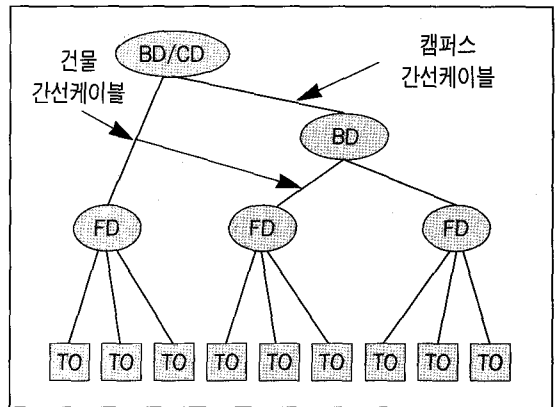 BD/CD
건물
간선케이블
캠퍼스
간선케이블
BD
FD FD FD
TO TO TO TO TO TO TO TO TO